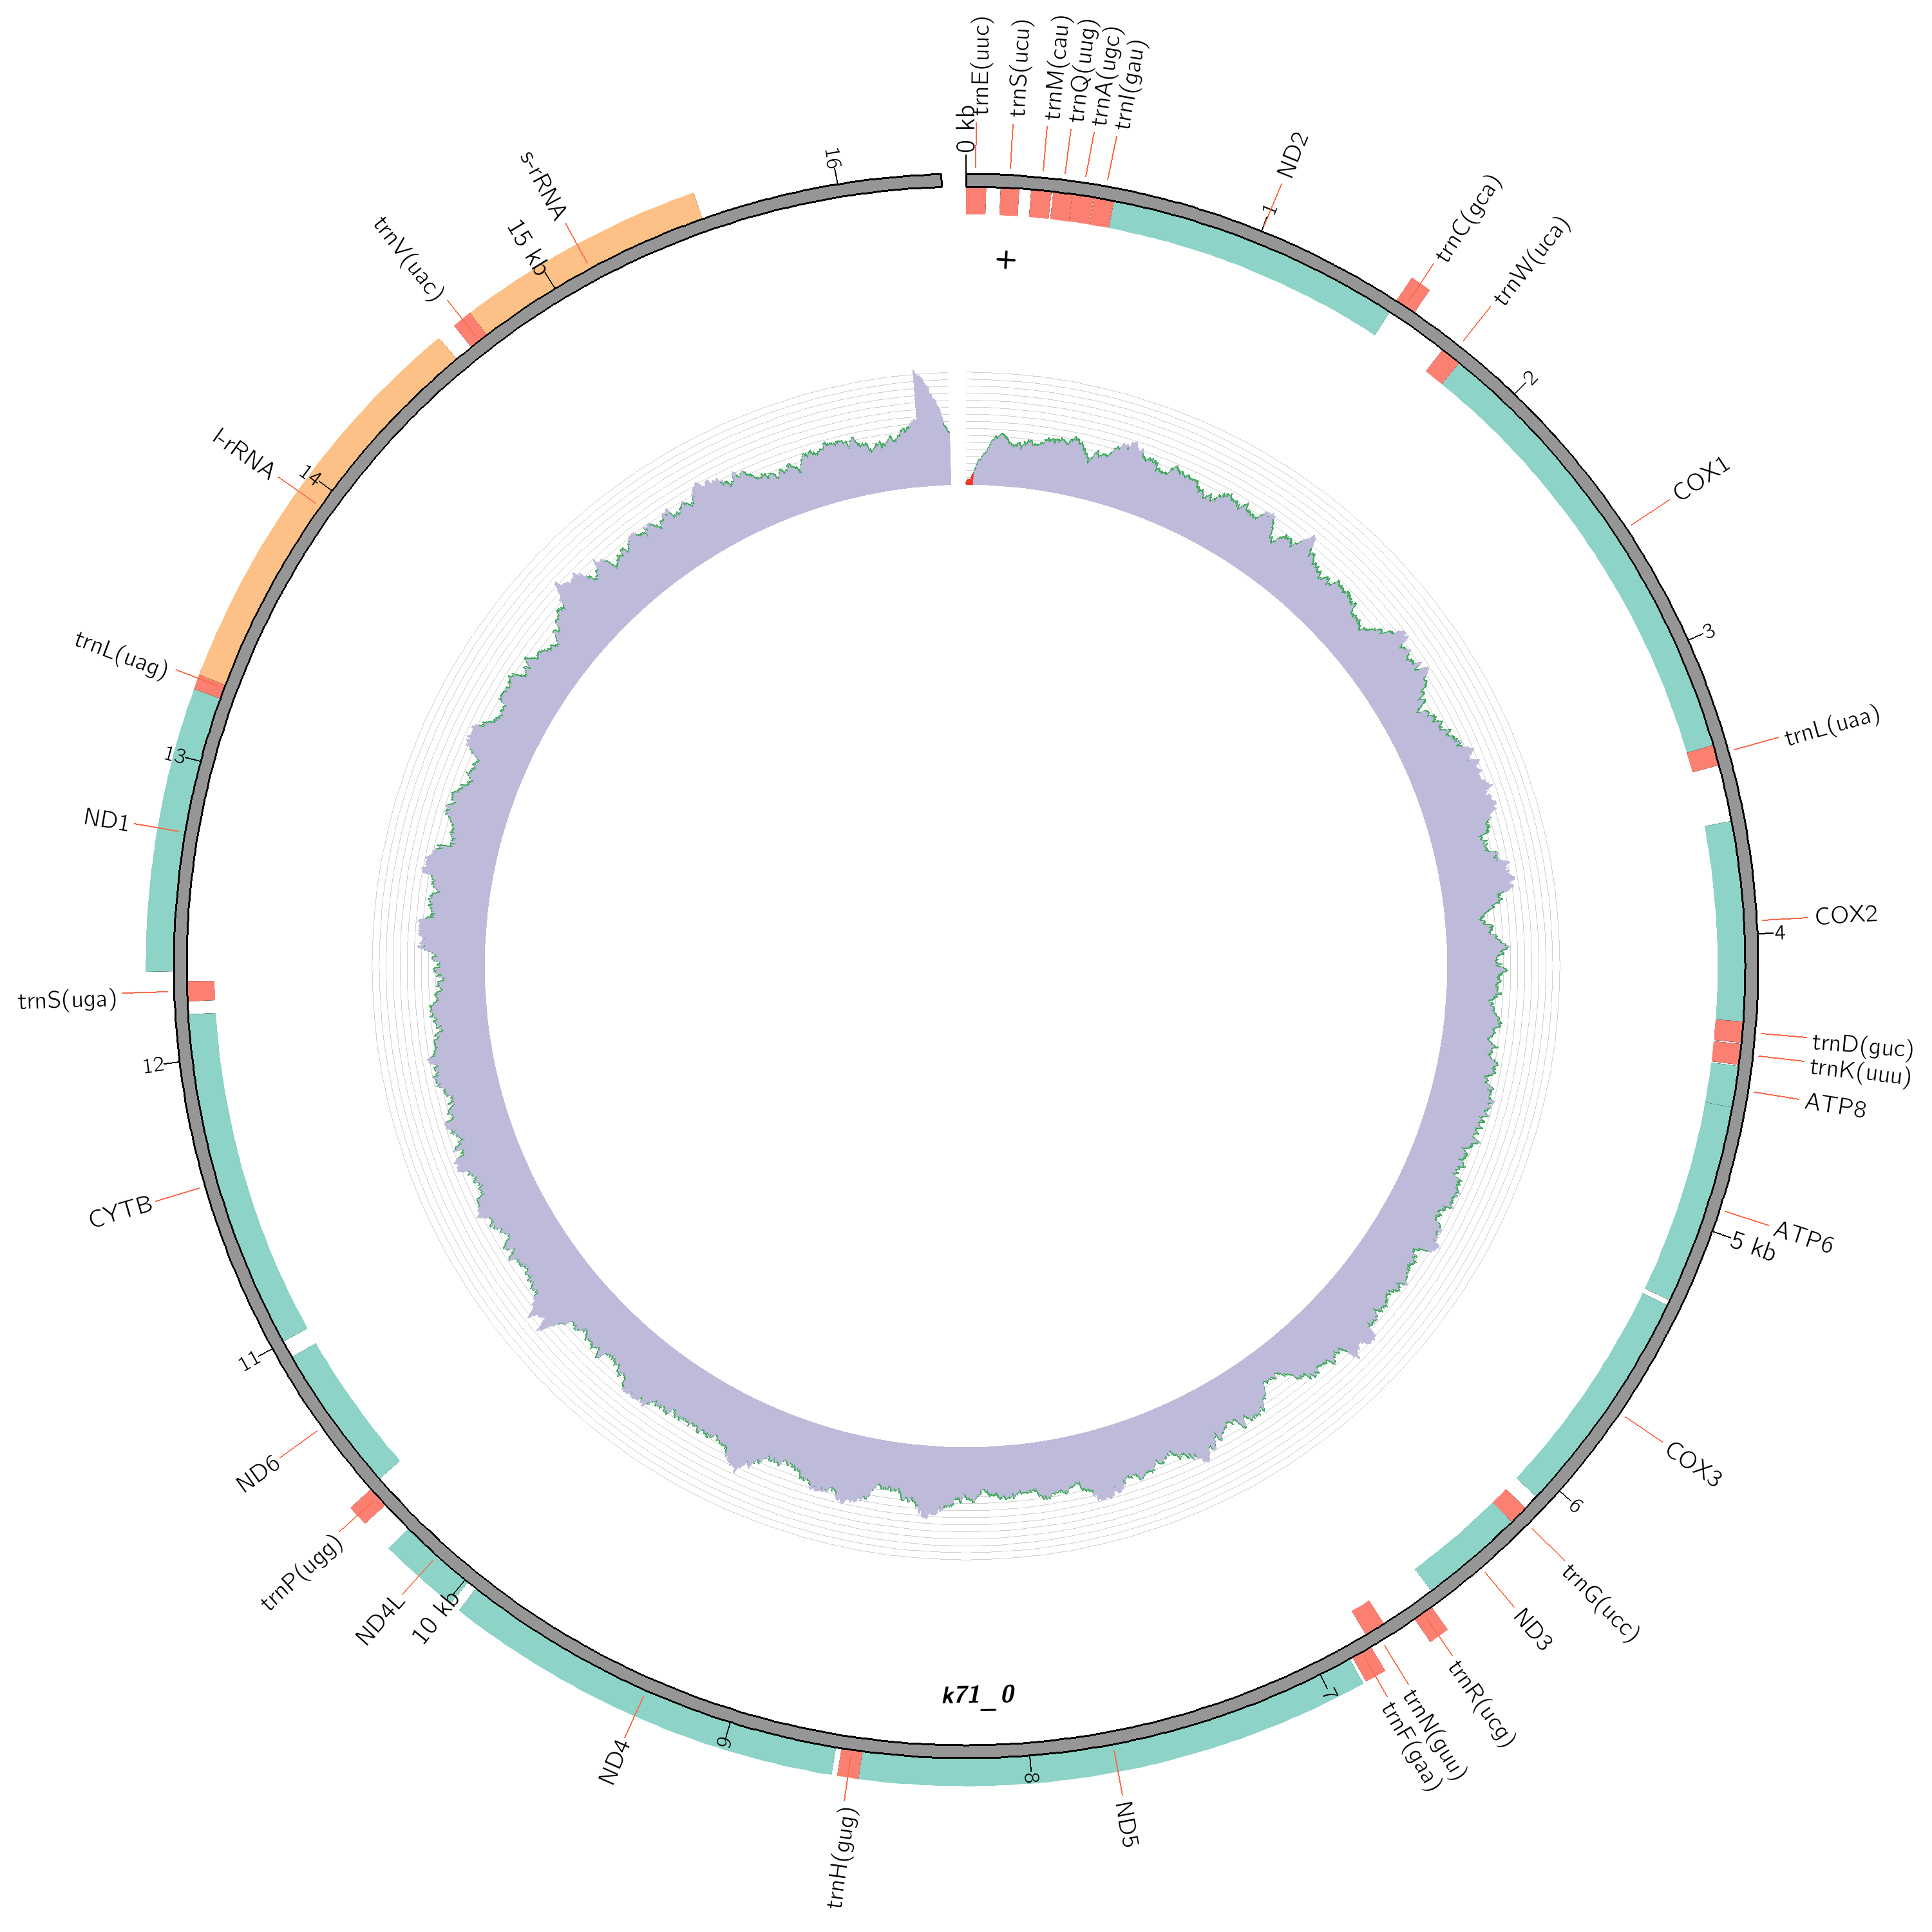 0 kb
trnE(uuc)
trnS(ucu)
trnM(cau)
trnQ(uug)
trnA(ugc)
trnI(gau)
ND2
1
trnC(gca)
trnW(uca)
2
COX1
3
trnL(uaa)
COX2
4
trnD(guc)
trnK(uuu)
ATP8
ATP6
5 kb
COX3
6
trnG(ucc)
ND3
trnR(ucg)
trnN(guu)
trnF(gaa)
7
ND5
8
trnH(gug)
9
ND4
10 kb
ND4L
trnP(ugg)
ND6
11
CYTB
12
trnS(uga)
ND1
13
trnL(uag)
14
l-rRNA
trnV(uac)
15 kb
s-rRNA
16
+
k71_0